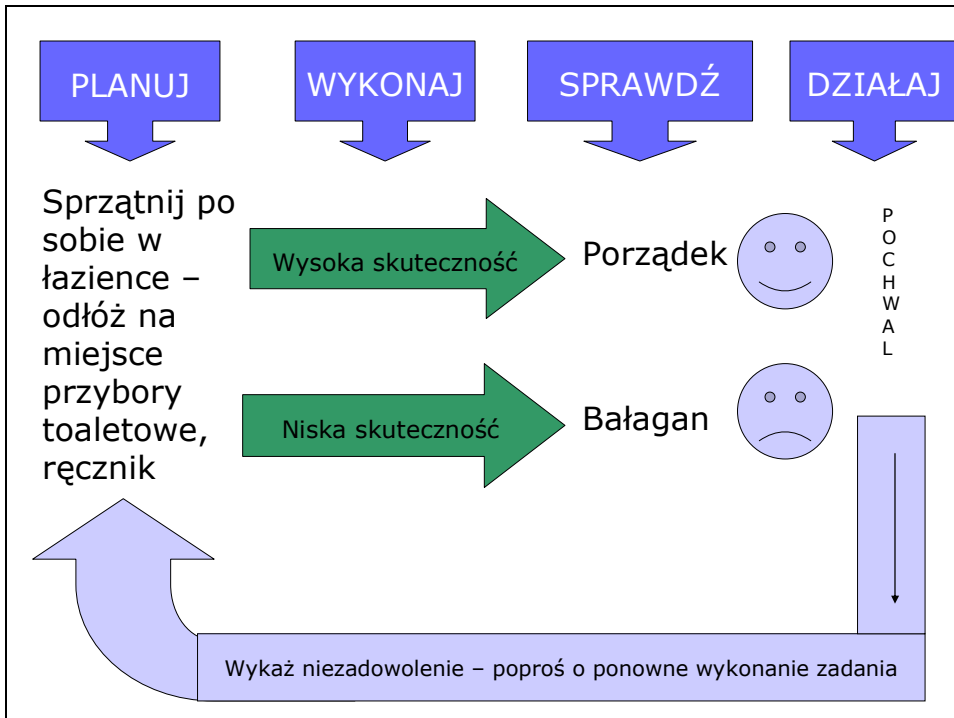 PLANUJ
WYKONAJ
SPRAWDŹ
DZIAŁAJ
Sprzątnij po
sobie w
łazience –
odłóż na
miejsce
przybory
toaletowe,
ręcznik
Wysoka skuteczność
Porządek
P
O
C
H
W
A
L
Niska skuteczność
Bałagan
Wykaż niezadowolenie – poproś o ponowne wykonanie zadania